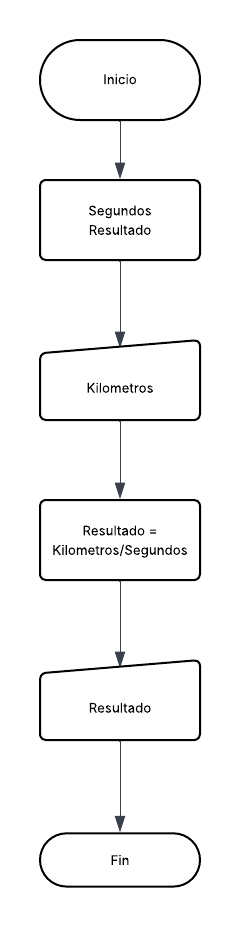 Inicio
Segundos
Resultado
Kilometros
Resultado =
Kilometros/Segundos
Resultado
Fin